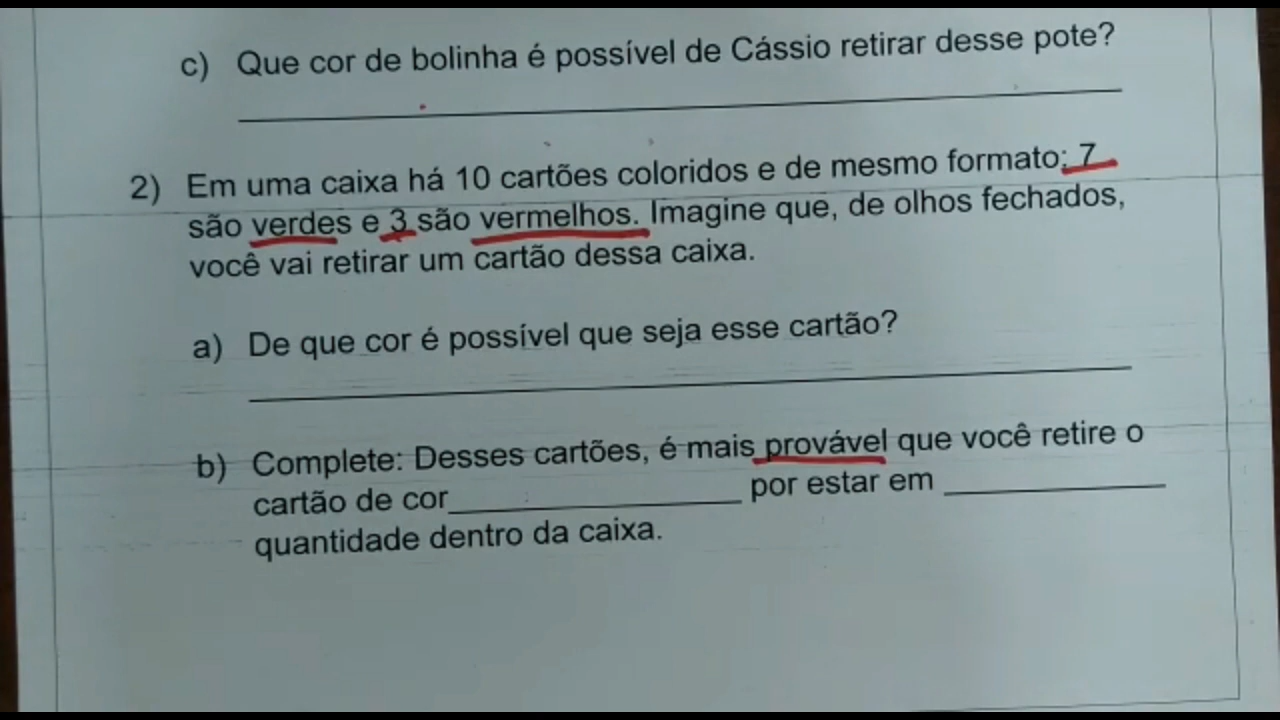 c) Que cor de bolinha é possível de Cássio retirar desse pote?
2) Em uma caixa há 10 cartões coloridos e de mesmo formato: 7
são verdes e 3 são vermelhos. Imagine que, de olhos fechados,
você vai retirar um cartão dessa caixa.
a) De que cor é possível que seja esse cartão?
b) Complete: Desses cartões, é mais provável que você retire o
cartão de cor__________________ por estar em ______________
quantidade dentro da caixa.